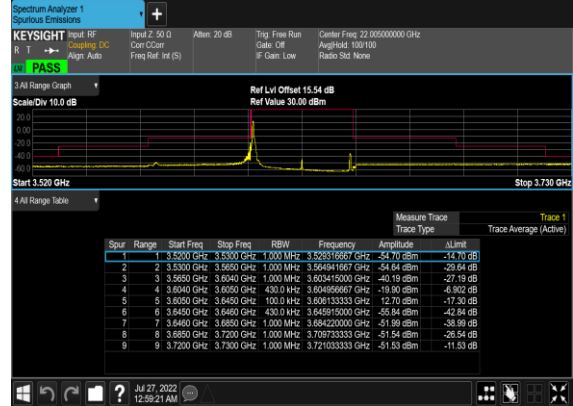 Spectrum Analyzer 1
Spurious Emissions
KEYSIGHT Input: RF Input Z: 50 Ω Atten: 20 dB Trig: Free Run Center Freq: 22.005000000 GHz
R T Coupling: DC Corr CCorr Gate: Off Avg|Hold: 100/100
Align: Auto Freq Ref: Int (S) IF Gain: Low Radio Std: None
PASS
3 All Range Graph
Ref Lvl Offset 15.54 dB
Scale/Div 10.0 dB Ref Value 30.00 dBm
20.0
10.0
0.00
-20.0
-40.0
-60.0
Start 3.520 GHz Stop 3.730 GHz
4 All Range Table
Measure Trace Trace 1
Trace Type Trace Average (Active)
Spur Range Start Freq Stop Freq RBW Frequency Amplitude ΔLimit
1 1 3.5200 GHz 3.5300 GHz 1.000 MHz 3.529316667 GHz -54.70 dBm -14.70 dB
2 2 3.5300 GHz 3.5650 GHz 1.000 MHz 3.564941667 GHz -54.64 dBm -29.64 dB
3 3 3.5650 GHz 3.6040 GHz 1.000 MHz 3.603415000 GHz -40.19 dBm -27.19 dB
4 4 3.6040 GHz 3.6050 GHz 430.0 kHz 3.604956667 GHz -19.90 dBm -6.902 dB
5 5 3.6050 GHz 3.6450 GHz 100.0 kHz 3.606133333 GHz 12.70 dBm -17.30 dB
6 6 3.6450 GHz 3.6460 GHz 430.0 kHz 3.645915000 GHz -55.84 dBm -42.84 dB
7 7 3.6460 GHz 3.6850 GHz 1.000 MHz 3.684220000 GHz -51.99 dBm -38.99 dB
8 8 3.6850 GHz 3.7200 GHz 1.000 MHz 3.709733333 GHz -51.54 dBm -26.54 dB
9 9 3.7200 GHz 3.7300 GHz 1.000 MHz 3.721033333 GHz -51.53 dBm -11.53 dB
? Jul 27, 2022
12:59:21 AM